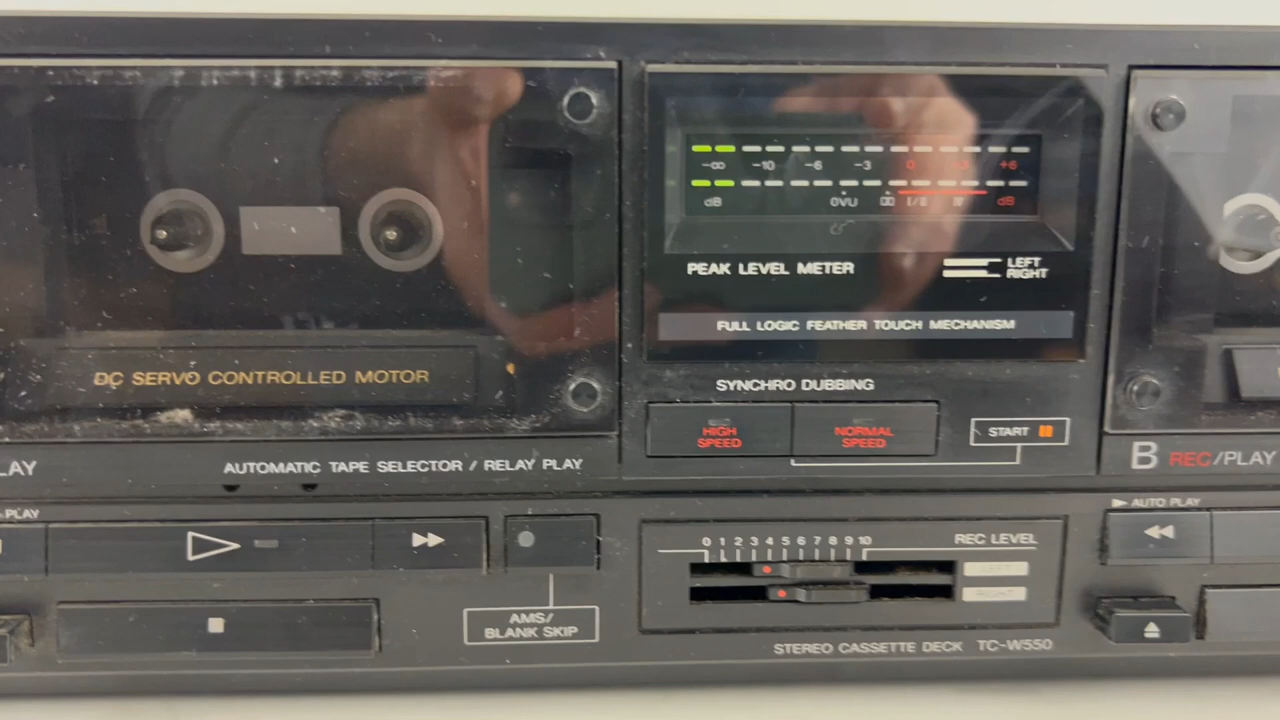 -∞ -10 -6 -3 0 +6
dB 0VU I/II IV dB
PEAK LEVEL METER
LEFT
RIGHT
FULL LOGIC FEATHER TOUCH MECHANISM
DC SERVO CONTROLLED MOTOR
SYNCHRO DUBBING
HIGH
SPEED
NORMAL
SPEED
START
LAY
AUTOMATIC TAPE SELECTOR / RELAY PLAY
B REC/PLAY
PLAY
AUTO PLAY
0 1 2 3 4 5 6 7 8 9 10
REC LEVEL
LEFT
RIGHT
AMS/
BLANK SKIP
STEREO CASSETTE DECK TC-W550